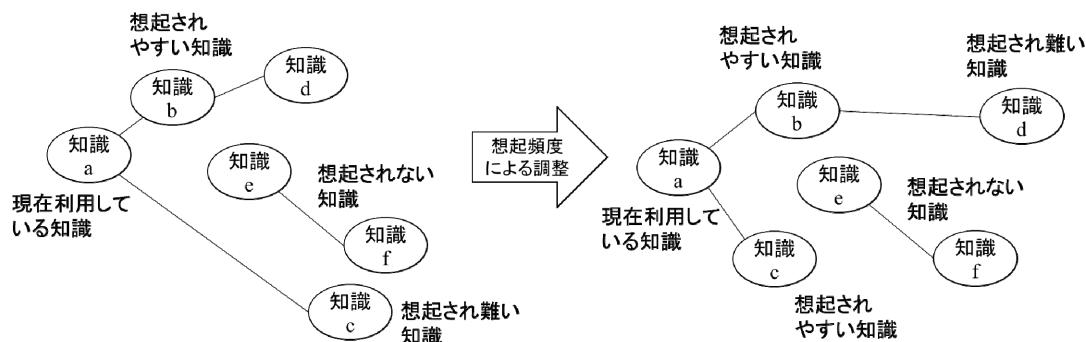 想起され
やすい知識
知識
d
知識
b
知識
a
現在利用して
いる知識
知識
e
想起されない
知識
知識
f
知識
c
想起され難い
知識
想起頻度
による調整
想起され
やすい知識
想起され難い
知識
知識
b
知識
d
知識
a
現在利用して
いる知識
知識
e
想起されない
知識
知識
c
知識
f
想起され
やすい知識